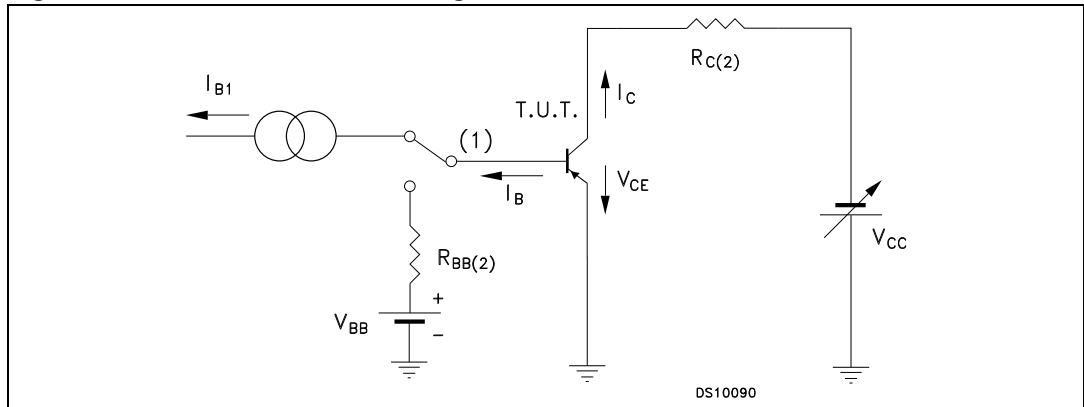 R_C(2)
I_B1
I_C
T.U.T.
(1)
V_CE
I_B
V_CC
R_BB(2)
+
V_BB
-
DS10090